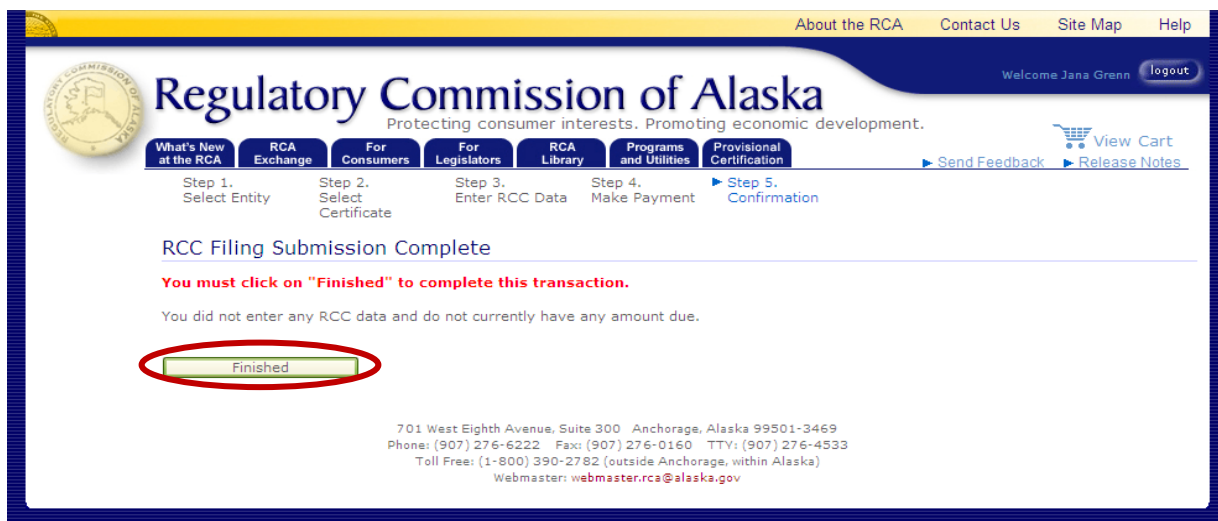 About the RCA Contact Us Site Map Help
Welcome Jana Grenn logout
Regulatory Commission of Alaska
Protecting consumer interests. Promoting economic development.
View Cart
What's New at the RCA
RCA Exchange
For Consumers
For Legislators
RCA Library
Programs and Utilities
Provisional Certification
Send Feedback Release Notes
Step 1. Select Entity
Step 2. Select Certificate
Step 3. Enter RCC Data
Step 4. Make Payment
Step 5. Confirmation
RCC Filing Submission Complete
You must click on "Finished" to complete this transaction.
You did not enter any RCC data and do not currently have any amount due.
Finished
701 West Eighth Avenue, Suite 300 Anchorage, Alaska 99501-3469
Phone: (907) 276-6222 Fax: (907) 276-0160 TTY: (907) 276-4533
Toll Free: (1-800) 390-2782 (outside Anchorage, within Alaska)
Webmaster: webmaster.rca@alaska.gov